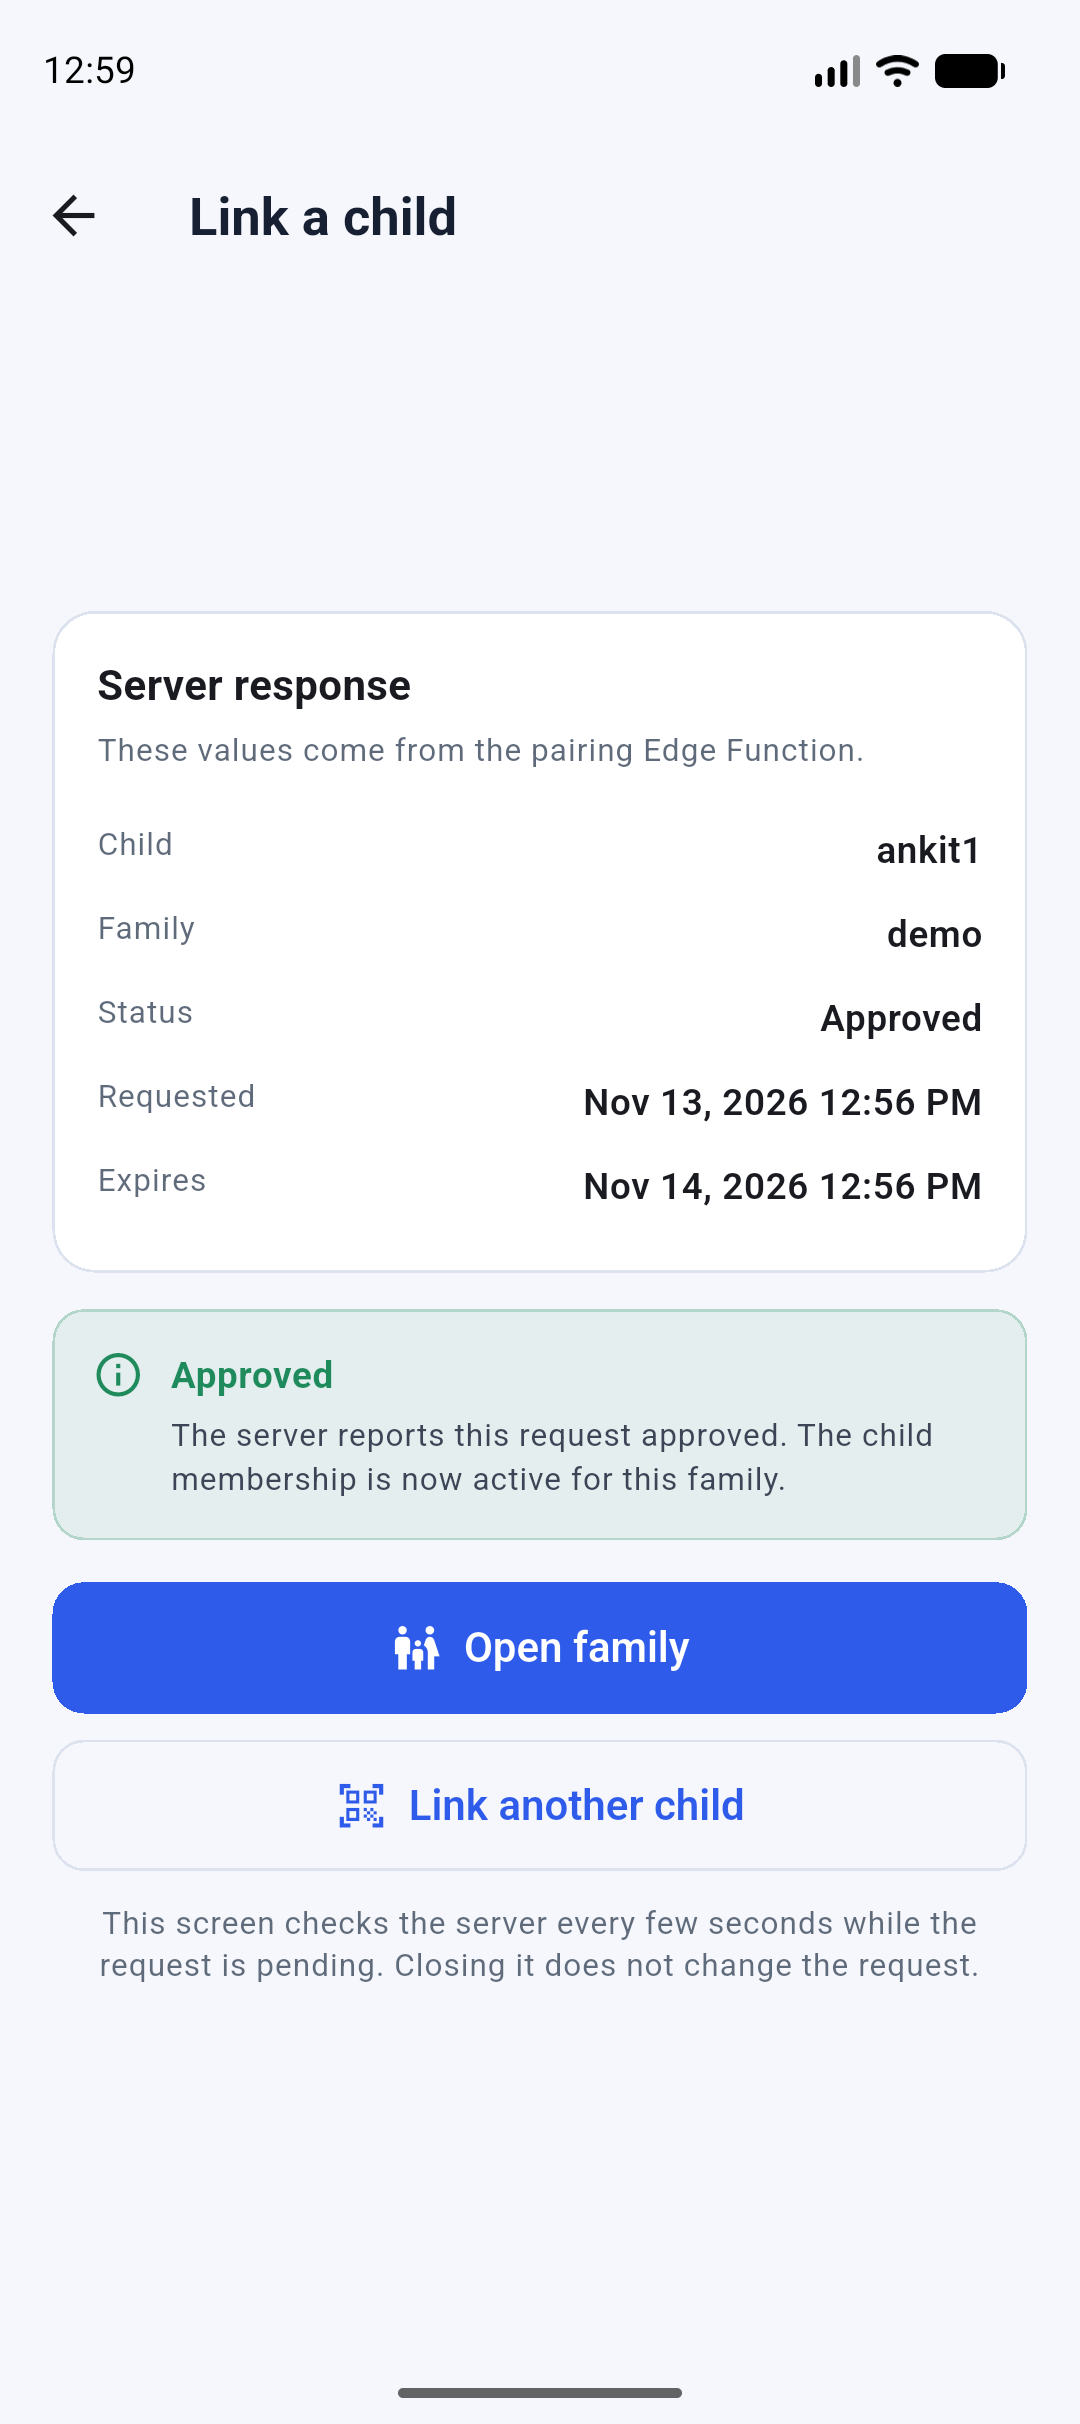 12:59
Link a child
Server response
These values come from the pairing Edge Function.
Child ankit1
Family demo
Status Approved
Requested Nov 13, 2026 12:56 PM
Expires Nov 14, 2026 12:56 PM
Approved
The server reports this request approved. The child
membership is now active for this family.
Open family
Link another child
This screen checks the server every few seconds while the
request is pending. Closing it does not change the request.